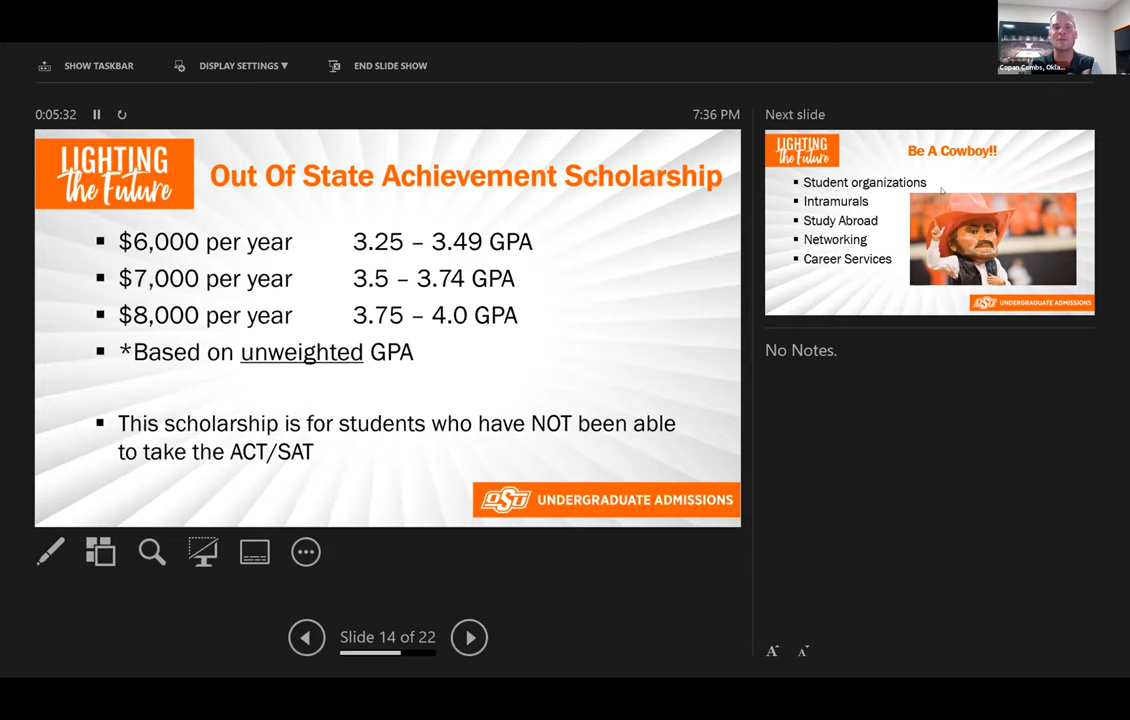 Copan Combs, Okla...
SHOW TASKBAR
DISPLAY SETTINGS ▼
END SLIDE SHOW
0:05:32
7:36 PM
Next slide
LIGHTING
the Future
Out Of State Achievement Scholarship
▪ $6,000 per year 3.25 – 3.49 GPA
▪ $7,000 per year 3.5 – 3.74 GPA
▪ $8,000 per year 3.75 – 4.0 GPA
▪ *Based on unweighted GPA
▪ This scholarship is for students who have NOT been able
to take the ACT/SAT
OSU UNDERGRADUATE ADMISSIONS
LIGHTING
the Future
Be A Cowboy!!
▪ Student organizations
▪ Intramurals
▪ Study Abroad
▪ Networking
▪ Career Services
OSU UNDERGRADUATE ADMISSIONS
No Notes.
Slide 14 of 22
A A